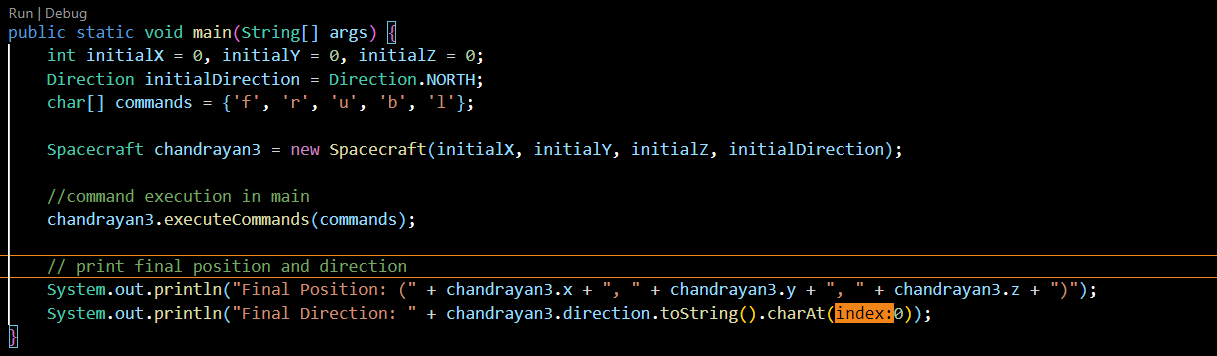 Run | Debug
public static void main(String[] args) {
int initialX = 0, initialY = 0, initialZ = 0;
Direction initialDirection = Direction.NORTH;
char[] commands = {'f', 'r', 'u', 'b', 'l'};
Spacecraft chandrayan3 = new Spacecraft(initialX, initialY, initialZ, initialDirection);
//command execution in main
chandrayan3.executeCommands(commands);
// print final position and direction
System.out.println("Final Position: (" + chandrayan3.x + ", " + chandrayan3.y + ", " + chandrayan3.z + ")");
System.out.println("Final Direction: " + chandrayan3.direction.toString().charAt(index:0));
}